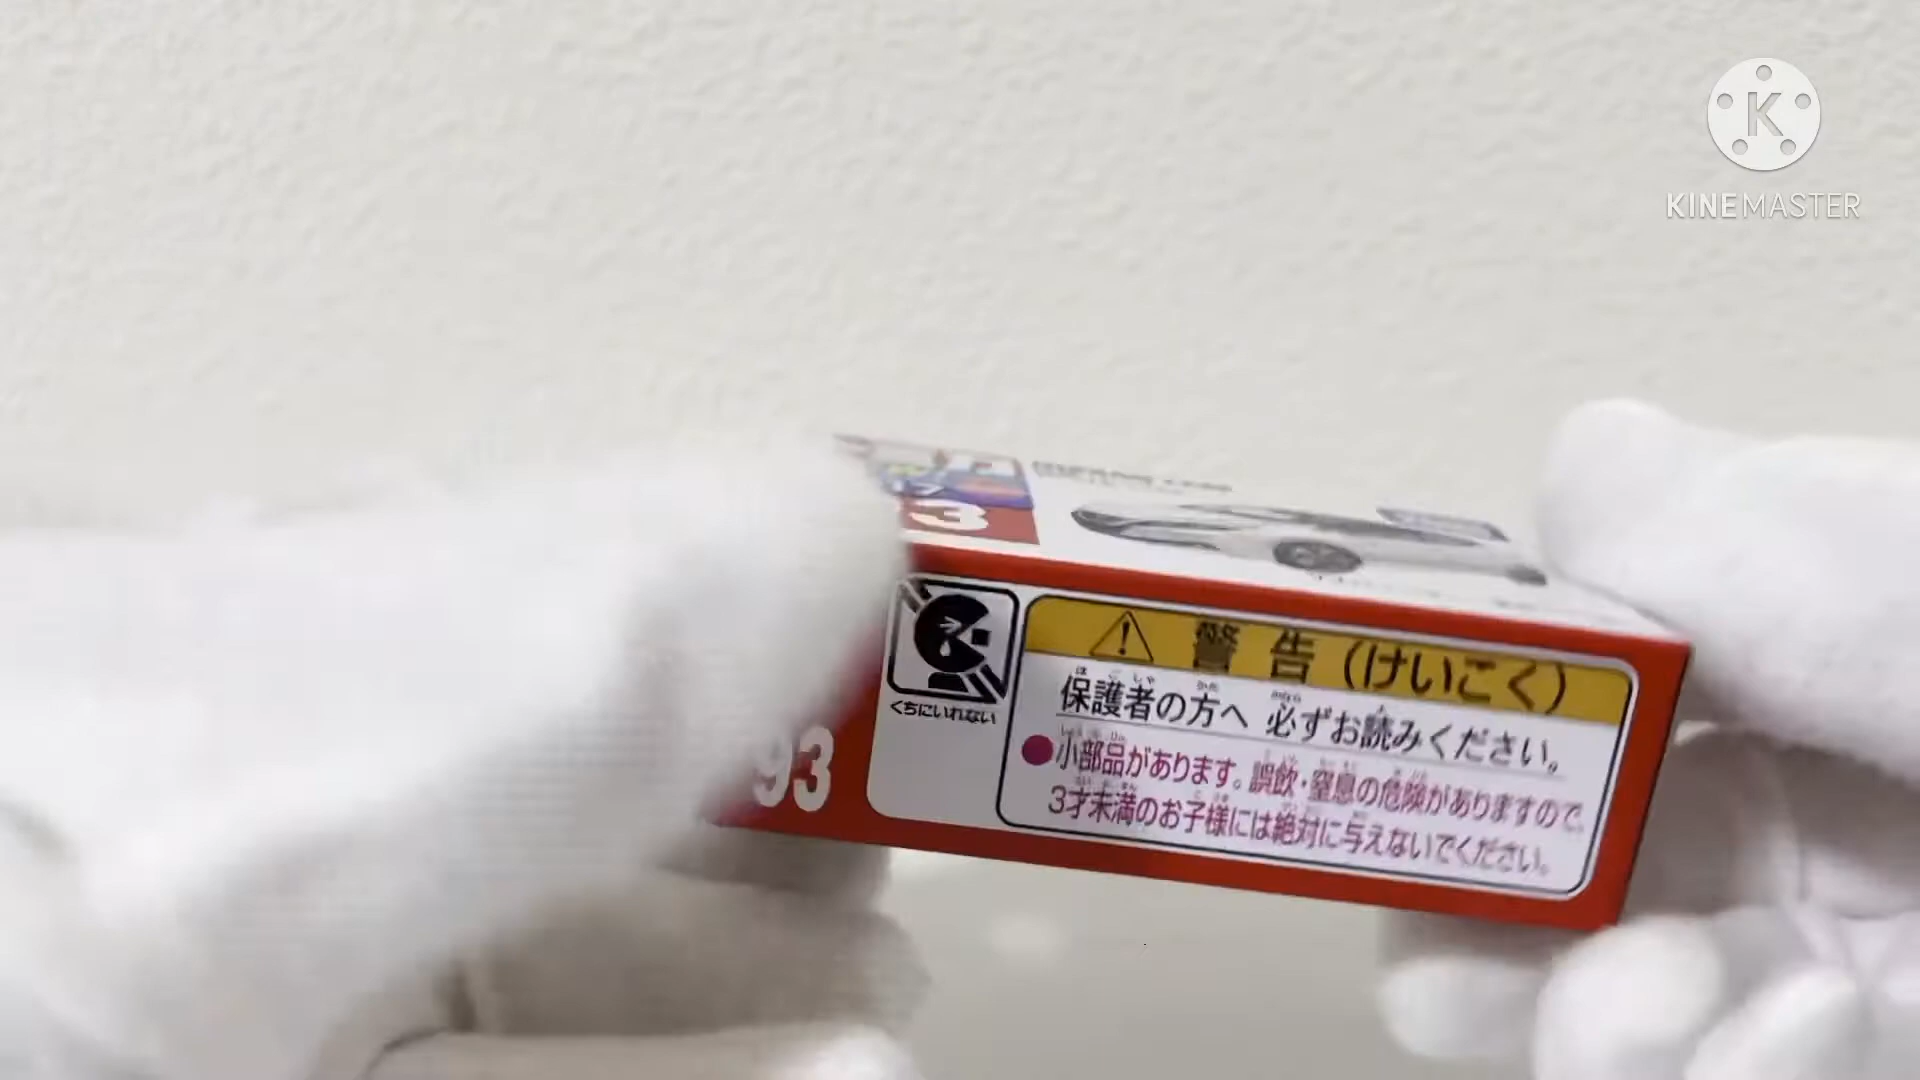 KINEMASTER
3
警告(けいこく)
保護者の方へ 必ずお読みください。
くちにいれない
●小部品があります。誤飲・窒息の危険がありますので、
3才未満のお子様には絶対に与えないでください。
93